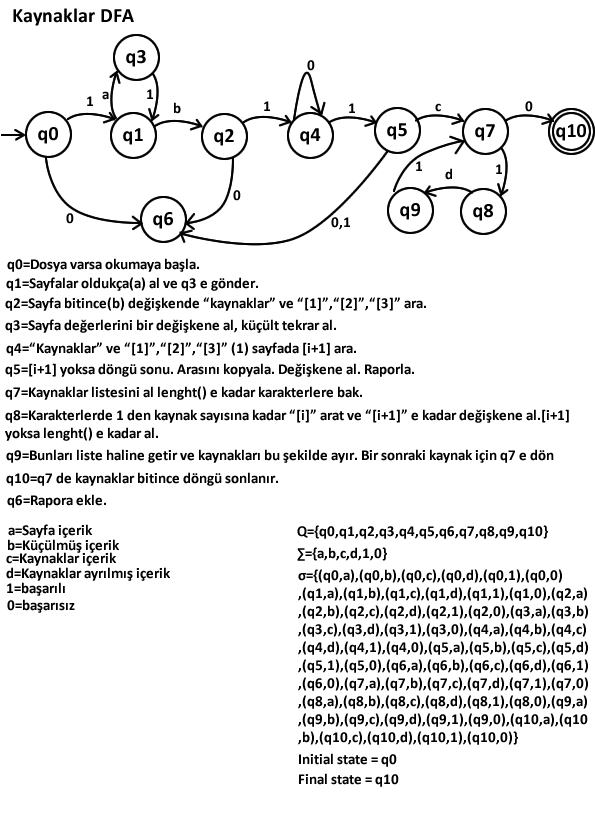 Kaynaklar DFA
q3
0
a
1
1
b
1
1
c
0
q0
q1
q2
q4
q5
q7
q10
1
d
1
0
q6
0
0,1
q9
q8
q0=Dosya varsa okumaya başla.
q1=Sayfalar oldukça(a) al ve q3 e gönder.
q2=Sayfa bitince(b) değişkende “kaynaklar” ve “[1]”,“[2]”,“[3]” ara.
q3=Sayfa değerlerini bir değişkene al, küçült tekrar al.
q4=“Kaynaklar” ve “[1]”,“[2]”,“[3]” (1) sayfada [i+1] ara.
q5=[i+1] yoksa döngü sonu. Arasını kopyala. Değişkene al. Raporla.
q7=Kaynaklar listesini al lenght() e kadar karakterlere bak.
q8=Karakterlerde 1 den kaynak sayısına kadar “[i]” arat ve “[i+1]” e kadar değişkene al.[i+1]
yoksa lenght() e kadar al.
q9=Bunları liste haline getir ve kaynakları bu şekilde ayır. Bir sonraki kaynak için q7 e dön
q10=q7 de kaynaklar bitince döngü sonlanır.
q6=Rapora ekle.
a=Sayfa içerik
b=Küçülmüş içerik
c=Kaynaklar içerik
d=Kaynaklar ayrılmış içerik
1=başarılı
0=başarısız
Q={q0,q1,q2,q3,q4,q5,q6,q7,q8,q9,q10}
∑={a,b,c,d,1,0}
σ={(q0,a),(q0,b),(q0,c),(q0,d),(q0,1),(q0,0)
,(q1,a),(q1,b),(q1,c),(q1,d),(q1,1),(q1,0),(q2,a)
,(q2,b),(q2,c),(q2,d),(q2,1),(q2,0),(q3,a),(q3,b)
,(q3,c),(q3,d),(q3,1),(q3,0),(q4,a),(q4,b),(q4,c)
,(q4,d),(q4,1),(q4,0),(q5,a),(q5,b),(q5,c),(q5,d)
,(q5,1),(q5,0),(q6,a),(q6,b),(q6,c),(q6,d),(q6,1)
,(q6,0),(q7,a),(q7,b),(q7,c),(q7,d),(q7,1),(q7,0)
,(q8,a),(q8,b),(q8,c),(q8,d),(q8,1),(q8,0),(q9,a)
,(q9,b),(q9,c),(q9,d),(q9,1),(q9,0),(q10,a),(q10
,b),(q10,c),(q10,d),(q10,1),(q10,0)}
Initial state = q0
Final state = q10